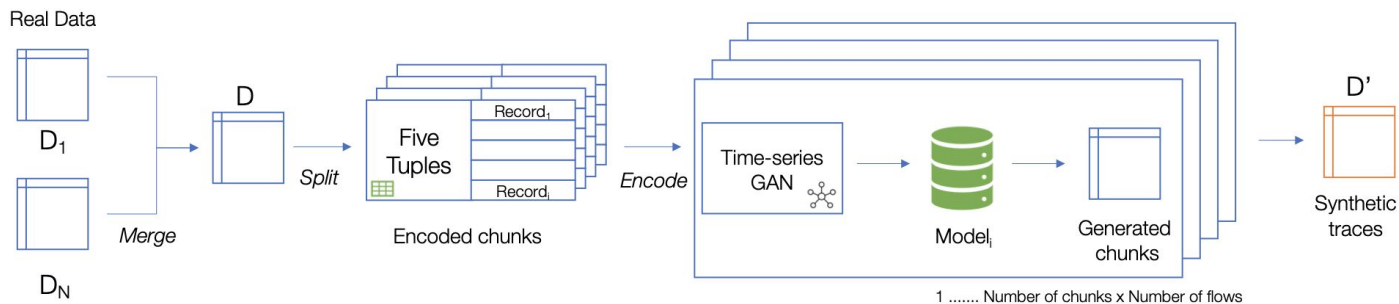 Real Data
D₁
D_N
Merge
D
Split
Five
Tuples
Record₁
Recordᵢ
Encoded chunks
Encode
Time-series
GAN
Modelᵢ
Generated
chunks
1 ....... Number of chunks x Number of flows
D'
Synthetic
traces